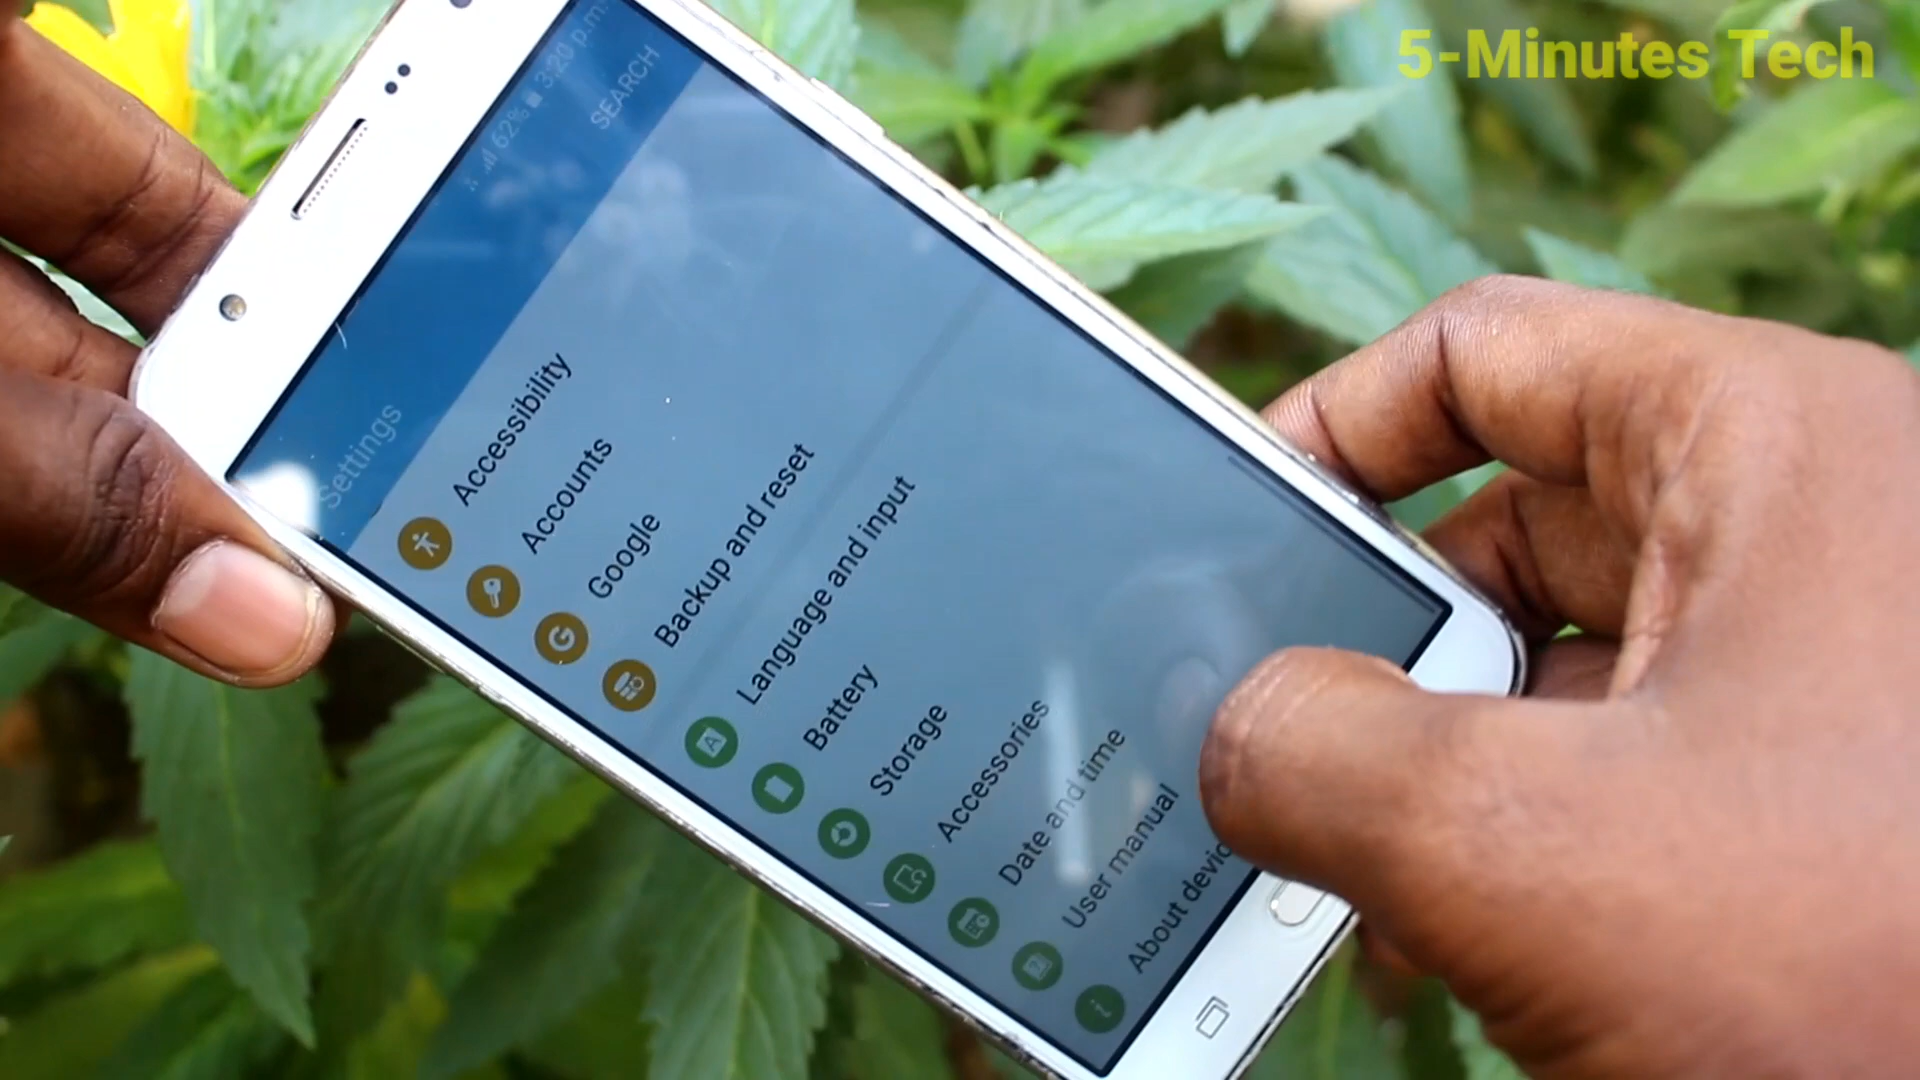 5-Minutes Tech
62% 3:20 p.m.
Settings
SEARCH
Accessibility
Accounts
Google
Backup and reset
Language and input
Battery
Storage
Accessories
Date and time
User manual
About device